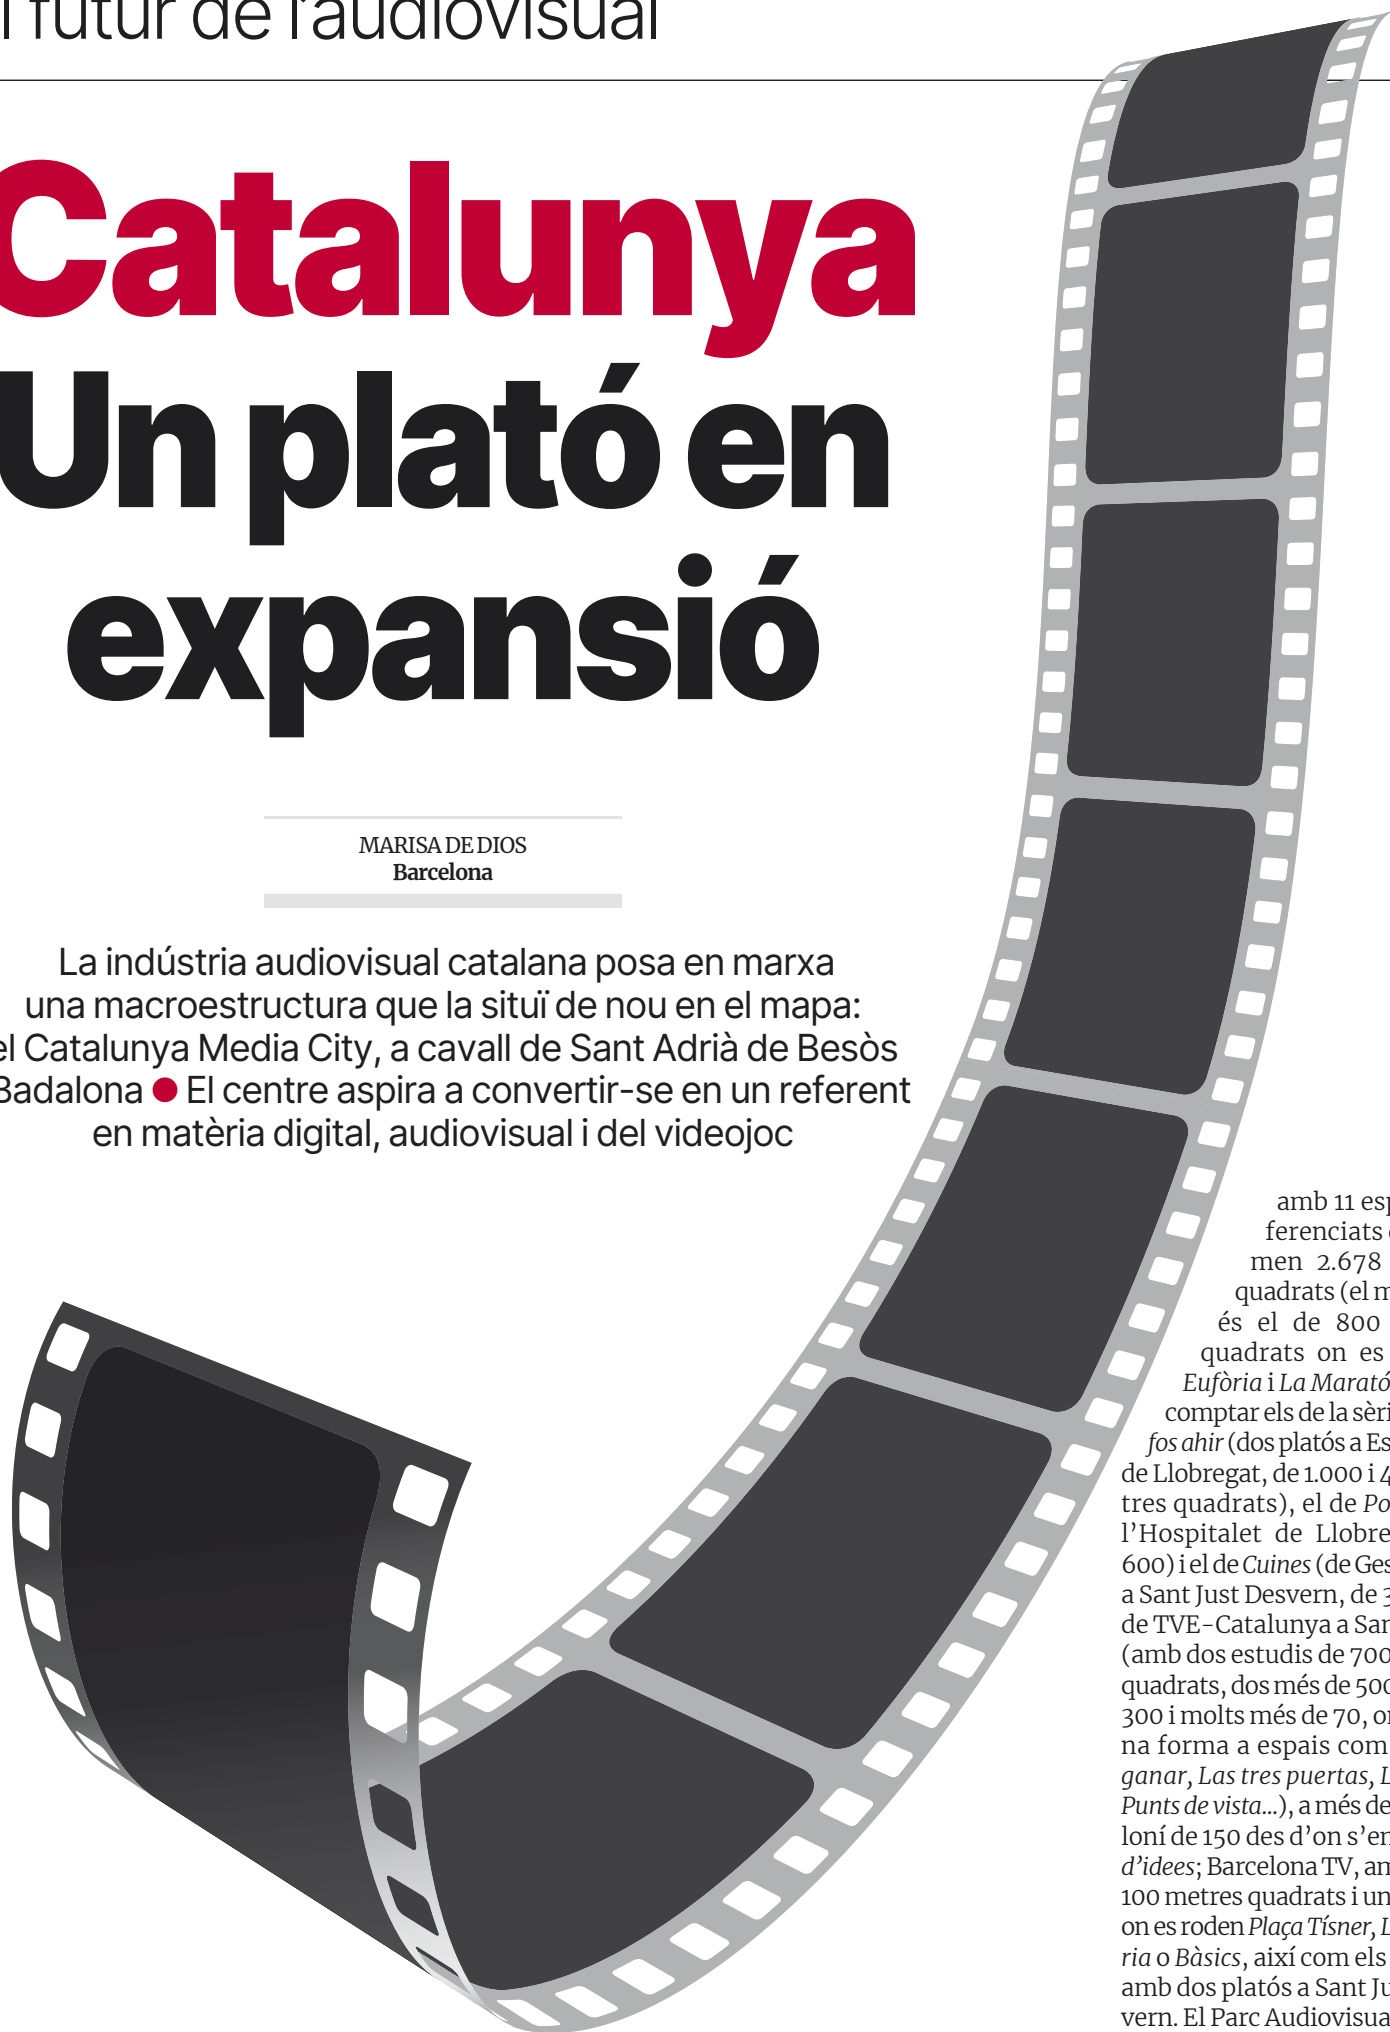 l futur de l'audiovisual
Catalunya
Un plató en
expansió
MARISA DE DIOS
Barcelona
La indústria audiovisual catalana posa en marxa
una macroestructura que la situï de nou en el mapa:
el Catalunya Media City, a cavall de Sant Adrià de Besòs
Badalona ● El centre aspira a convertir-se en un referent
en matèria digital, audiovisual i del videojoc
amb 11 esp
ferenciats
men 2.678
quadrats (el m
és el de 800
quadrats on es
Eufòria i La Marató
comptar els de la sèri
fos ahir (dos platós a Es
de Llobregat, de 1.000 i 4
tres quadrats), el de Po
l'Hospitalet de Llobre
600) i el de Cuines (de Ges
a Sant Just Desvern, de 3
de TVE-Catalunya a San
(amb dos estudis de 700
quadrats, dos més de 500
300 i molts més de 70, on
na forma a espais com
ganar, Las tres puertas, L
Punts de vista...), a més de
loní de 150 des d'on s'en
d'idees; Barcelona TV, am
100 metres quadrats i un
on es roden Plaça Tísner, L
ria o Bàsics, així com els
amb dos platós a Sant Ju
vern. El Parc Audiovisua